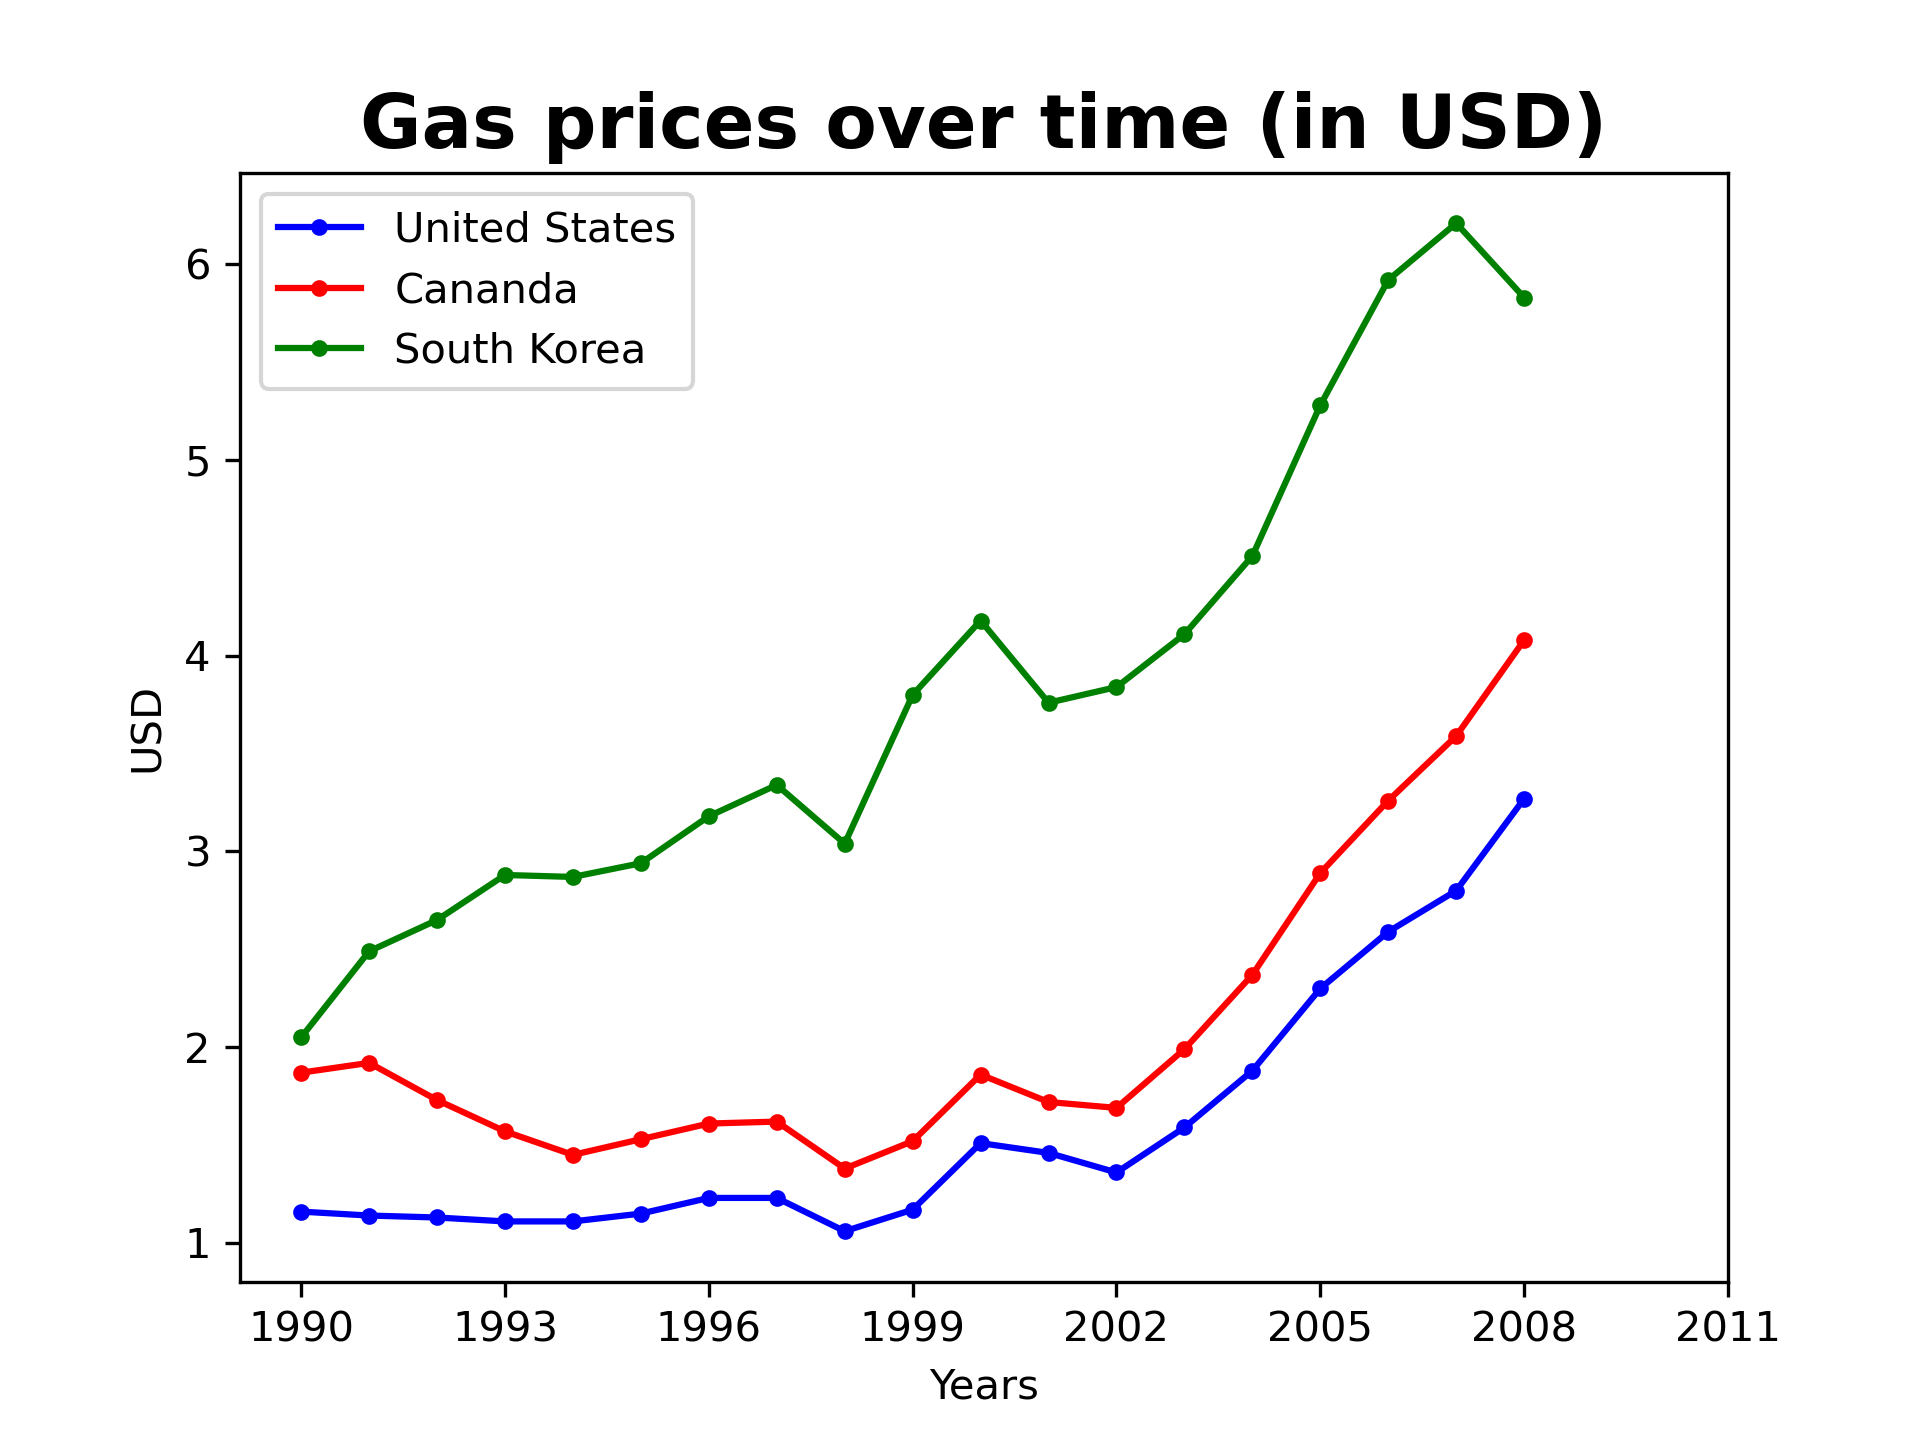 Gas prices over time (in USD)
United States
Cananda
South Korea
6
5
4
3
2
1
USD
1990 1993 1996 1999 2002 2005 2008 2011
Years